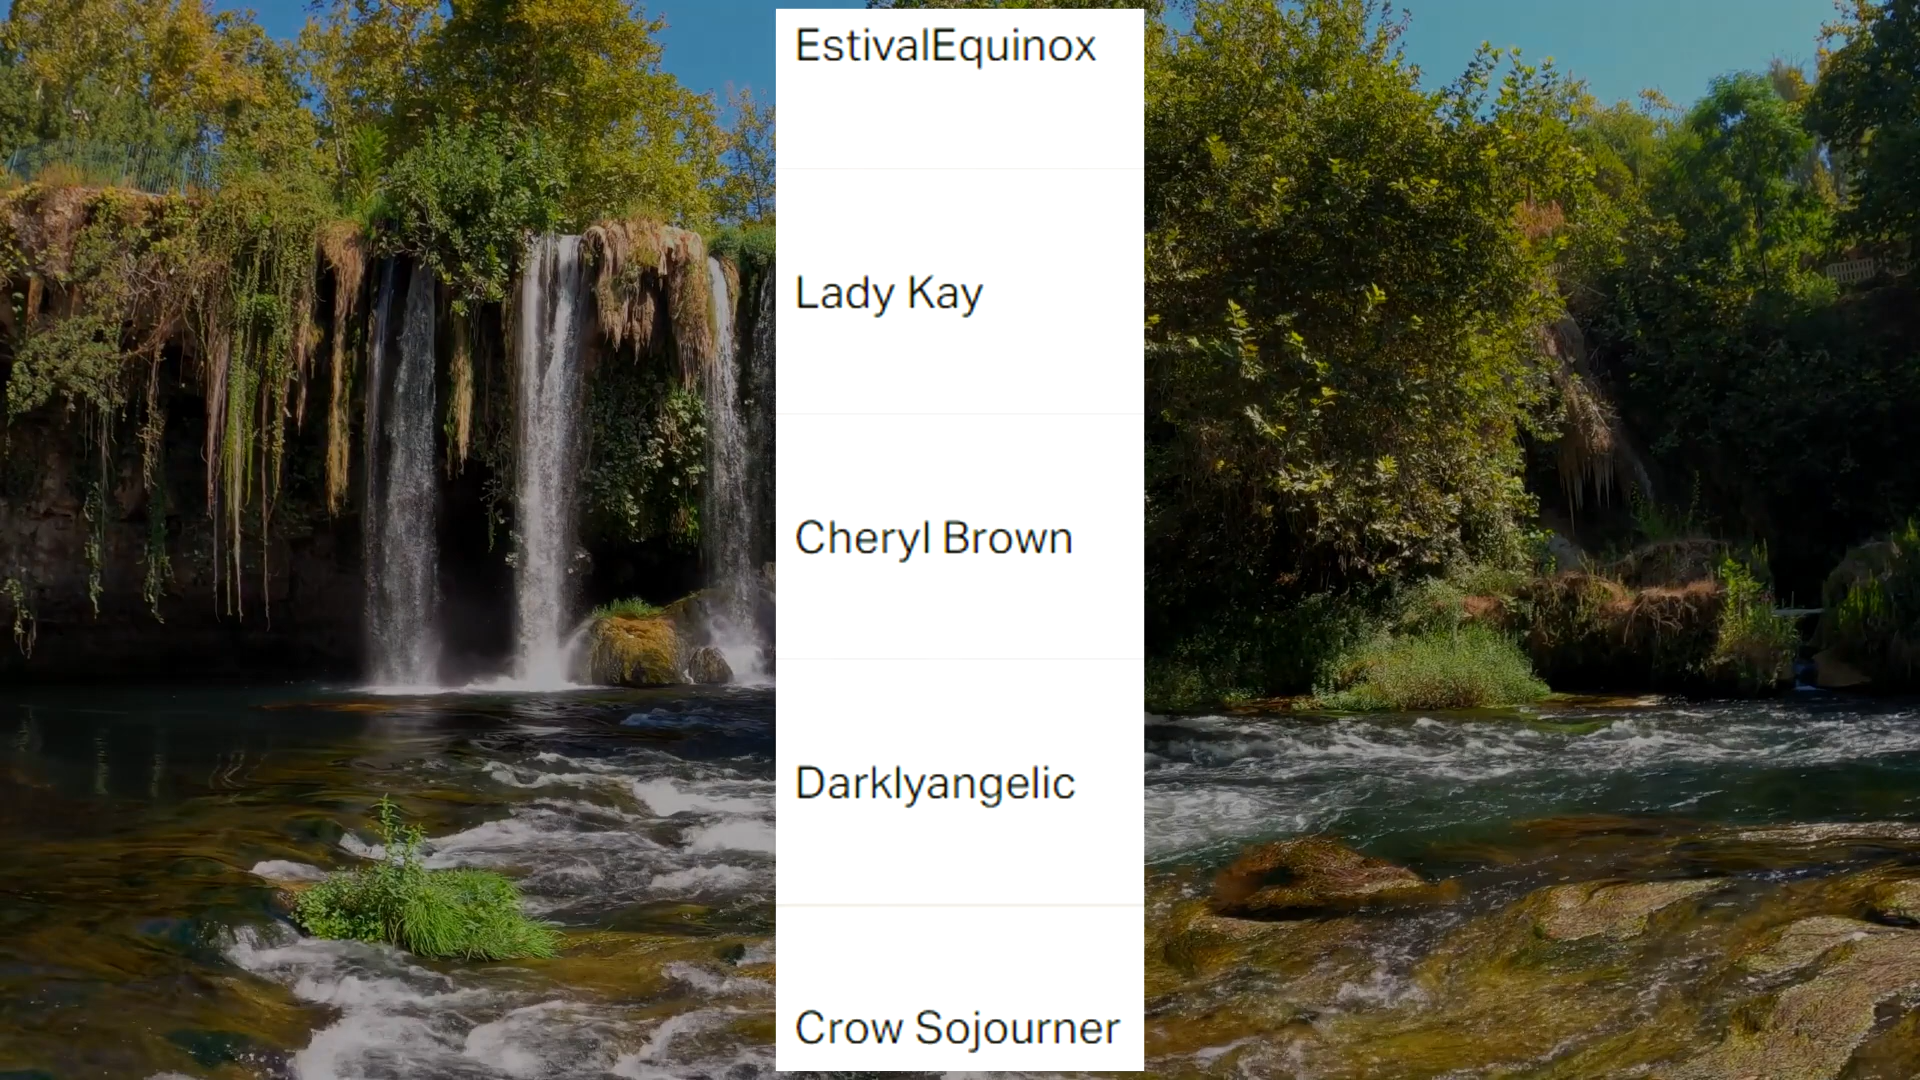 EstivalEquinox
Lady Kay
Cheryl Brown
Darklyangelic
Crow Sojourner